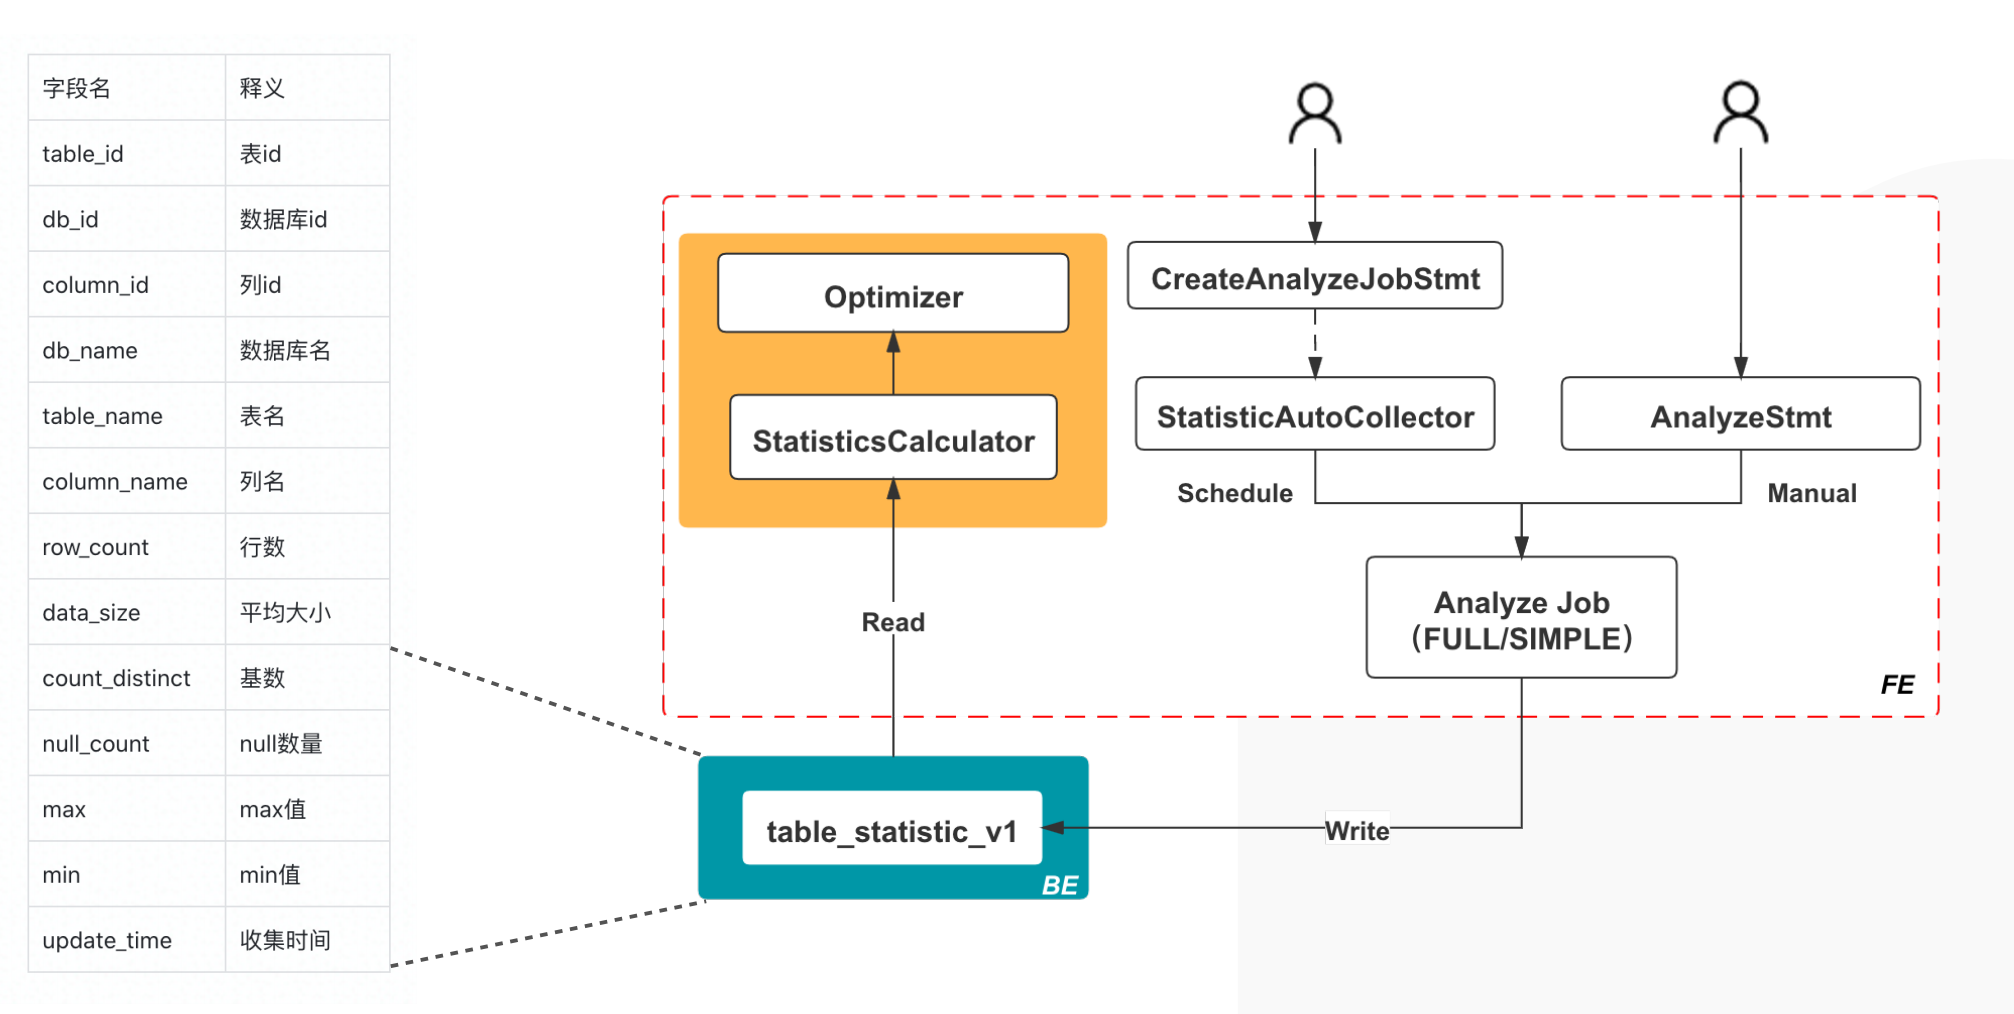 字段名 释义
table_id 表id
db_id 数据库id
column_id 列id
db_name 数据库名
table_name 表名
column_name 列名
row_count 行数
data_size 平均大小
count_distinct 基数
null_count null数量
max max值
min min值
update_time 收集时间
Optimizer
StatisticsCalculator
Read
CreateAnalyzeJobStmt
StatisticAutoCollector
AnalyzeStmt
Schedule
Manual
Analyze Job
（FULL/SIMPLE）
FE
table_statistic_v1
BE
Write